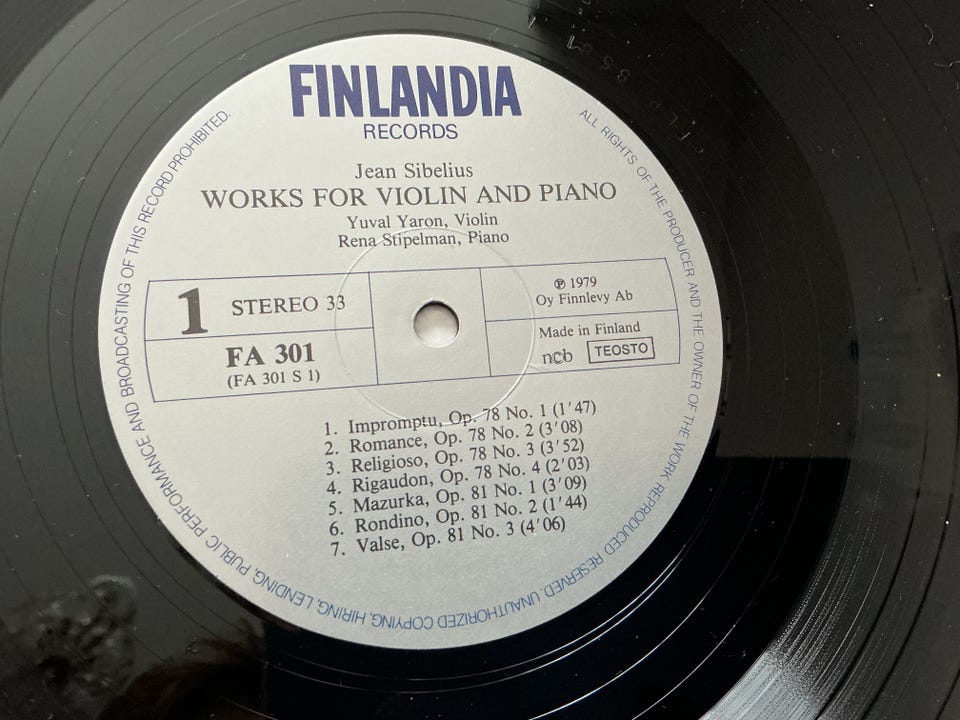 FINLANDIA
RECORDS
Jean Sibelius
WORKS FOR VIOLIN AND PIANO
Yuval Yaron, Violin
Rena Stipelman, Piano
1 STEREO 33
FA 301
(FA 301 S 1)
℗ 1979
Oy Finnlevy Ab
Made in Finland
ncb TEOSTO
1. Impromptu, Op. 78 No. 1 (1'47)
2. Romance, Op. 78 No. 2 (3'08)
3. Religioso, Op. 78 No. 3 (3'52)
4. Rigaudon, Op. 78 No. 4 (2'03)
5. Mazurka, Op. 81 No. 1 (3'09)
6. Rondino, Op. 81 No. 2 (1'44)
7. Valse, Op. 81 No. 3 (4'06)
ALL RIGHTS OF THE PRODUCER AND THE OWNER OF THE WORK REPRODUCED RESERVED. UNAUTHORIZED COPYING, HIRING, LENDING, PUBLIC PERFORMANCE AND BROADCASTING OF THIS RECORD PROHIBITED.